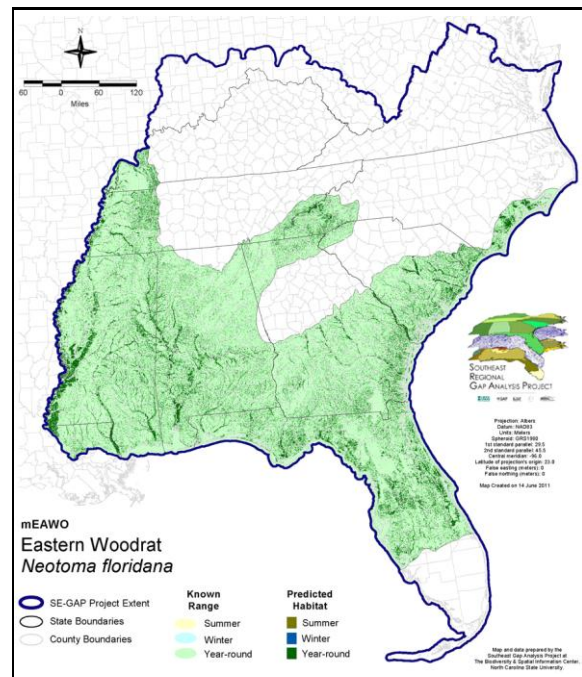 N
60 0 60 120
Miles
SOUTHEAST
REGIONAL
GAP ANALYSIS PROJECT
Projection: Albers
Datum: NAD83
Units: Meters
Spheroid: GRS1980
1st standard parallel: 29.5
2nd standard parallel: 45.5
Central meridian: -96.0
Latitude of projection's origin: 23.0
False easting (meters): 0
False northing (meters): 0
Map Created on 14 June 2011
mEAWO
Eastern Woodrat
Neotoma floridana
SE-GAP Project Extent
State Boundaries
County Boundaries
Known
Range
Summer
Winter
Year-round
Predicted
Habitat
Summer
Winter
Year-round
Map and data prepared by the
Southeast Gap Analysis Project at
The Biodiversity & Spatial Information Center,
North Carolina State University.